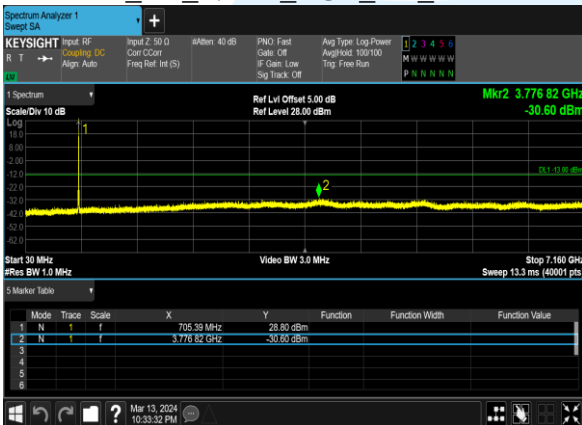 Spectrum Analyzer 1
Swept SA
+
KEYSIGHT Input: RF Input Z: 50 Ω #Atten: 40 dB PNO: Fast Avg Type: Log-Power 1 2 3 4 5 6
R T Coupling: DC Corr CCorr Gate: Off Avg|Hold: 100/100 M W W W W W
Align: Auto Freq Ref: Int (S) IF Gain: Low Trig: Free Run
LW Sig Track: Off P N N N N N
1 Spectrum Ref Lvl Offset 5.00 dB Mkr2 3.776 82 GHz
Scale/Div 10 dB Ref Level 28.00 dBm -30.60 dBm
Log
18.0
8.00
-2.00
DL1 -13.00 dBm
-12.0
-22.0
-32.0
-42.0
-52.0
-62.0
1
2
Start 30 MHz Video BW 3.0 MHz Stop 7.160 GHz
#Res BW 1.0 MHz Sweep 13.3 ms (40001 pts
5 Marker Table
Mode Trace Scale X Y Function Function Width Function Value
1 N 1 f 705.39 MHz 28.80 dBm
2 N 1 f 3.776 82 GHz -30.60 dBm
3
4
5
6
? Mar 13, 2024
10:33:32 PM